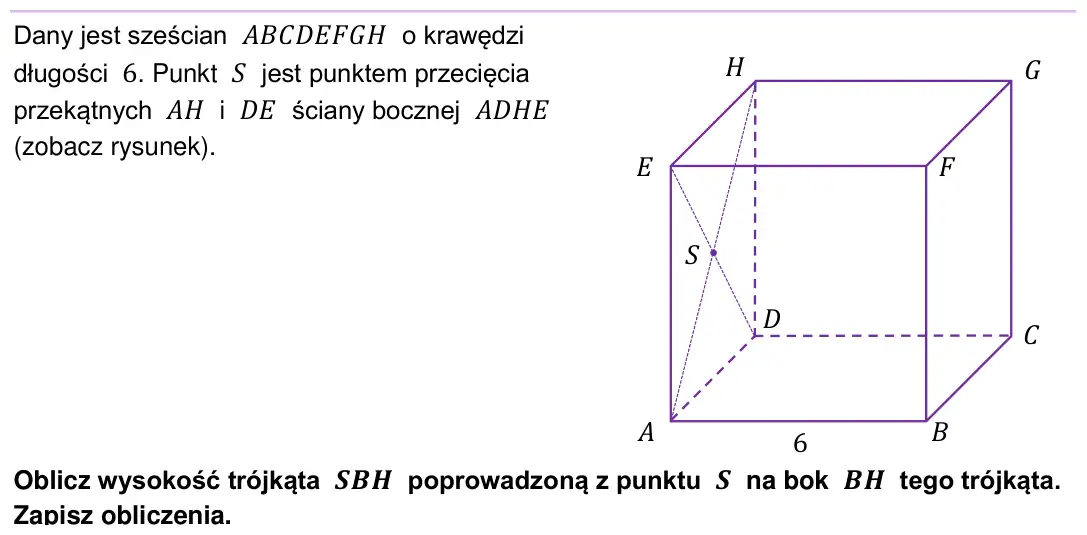 Dany jest sześcian ABCDEFGH o krawędzi
długości 6. Punkt S jest punktem przecięcia
przekątnych AH i DE ściany bocznej ADHE
(zobacz rysunek).
H
G
E
F
S
D
C
A
B
6
Oblicz wysokość trójkąta SBH poprowadzoną z punktu S na bok BH tego trójkąta.
Zapisz obliczenia.